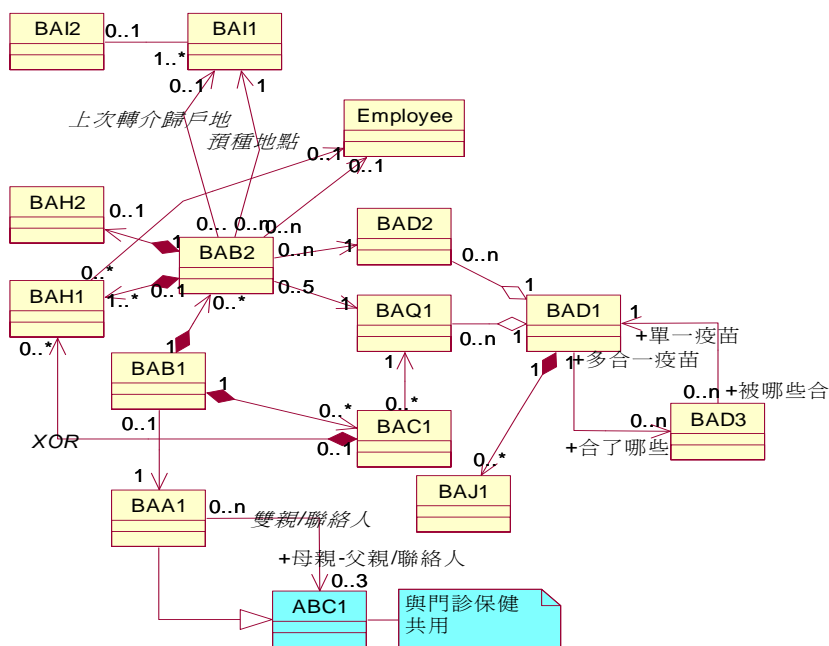 BAI2
0..1
BAI1
1..*
0..1
1
上次轉介歸戶地
預種地點
Employee
0..1
0..1
BAH2
0..1
0...
0..n
0..n
1
BAB2
0..n
1
BAD2
0..n
0..*
BAH1
1..*
0..1
0..5
1
BAQ1
0..n
1
1
BAD1
1
+單一疫苗
0..*
0..*
1
BAB1
1
1
1
+多合一疫苗
0..n
+被哪些合
0..1
0..*
0..*
BAC1
0..1
XOR
0..n
BAD3
+合了哪些
0..*
BAJ1
1
BAA1
0..n
雙親/聯絡人
+母親-父親/聯絡人
0..3
ABC1
與門診保健
共用